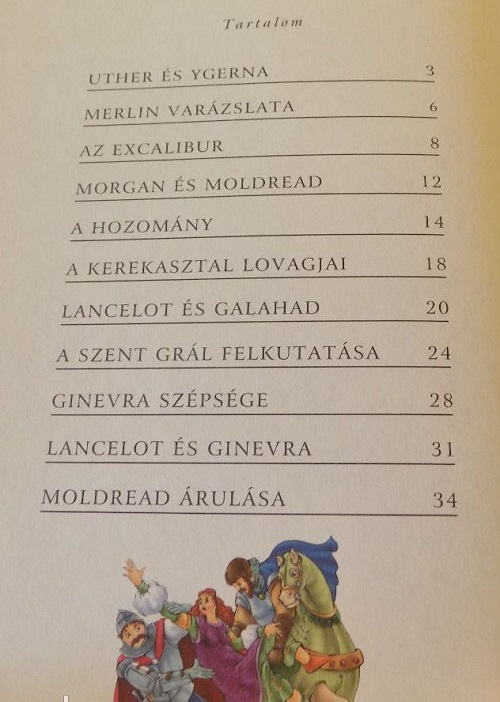 Tartalom
UTHER ÉS YGERNA 3
MERLIN VARÁZSLATA 6
AZ EXCALIBUR 8
MORGAN ÉS MOLDREAD 12
A HOZOMÁNY 14
A KEREKASZTAL LOVAGJAI 18
LANCELOT ÉS GALAHAD 20
A SZENT GRÁL FELKUTATÁSA 24
GINEVRA SZÉPSÉGE 28
LANCELOT ÉS GINEVRA 31
MOLDREAD ÁRULÁSA 34